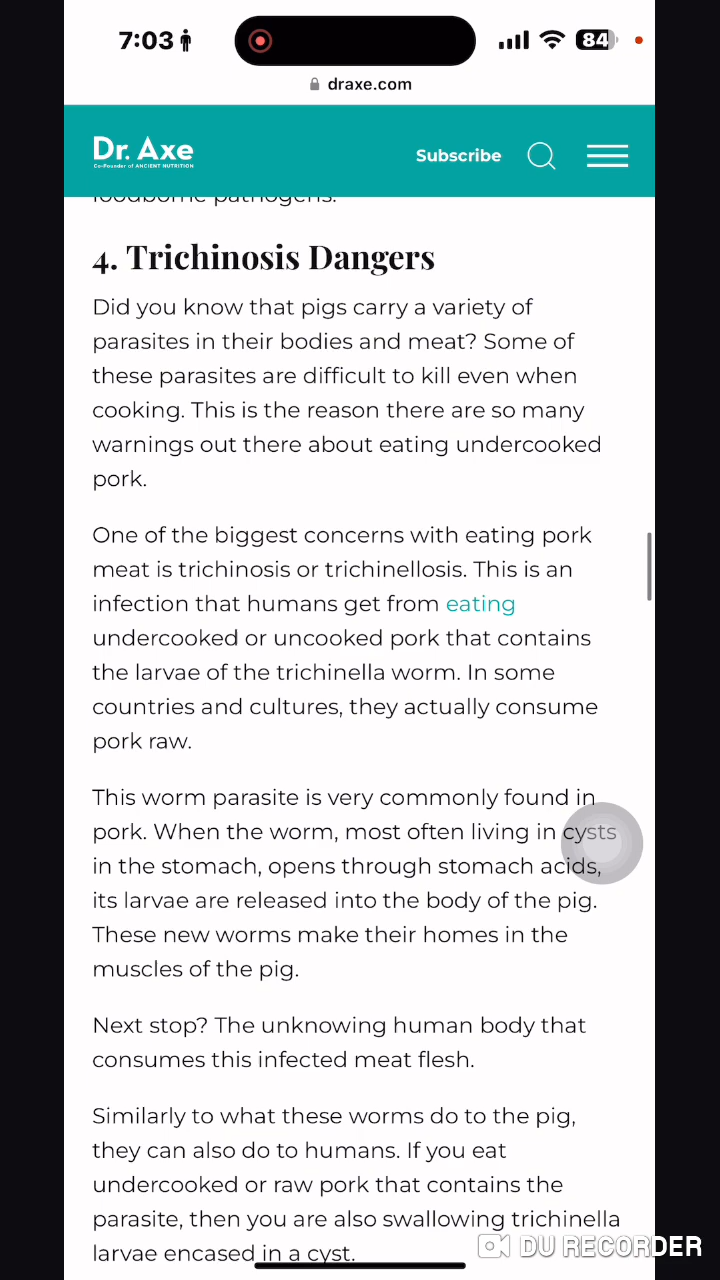 7:03
84
draxe.com
Dr. Axe
Co-Founder of ANCIENT NUTRITION
Subscribe
foodborne pathogens.
4. Trichinosis Dangers
Did you know that pigs carry a variety of
parasites in their bodies and meat? Some of
these parasites are difficult to kill even when
cooking. This is the reason there are so many
warnings out there about eating undercooked
pork.
One of the biggest concerns with eating pork
meat is trichinosis or trichinellosis. This is an
infection that humans get from eating
undercooked or uncooked pork that contains
the larvae of the trichinella worm. In some
countries and cultures, they actually consume
pork raw.
This worm parasite is very commonly found in
pork. When the worm, most often living in cysts
in the stomach, opens through stomach acids,
its larvae are released into the body of the pig.
These new worms make their homes in the
muscles of the pig.
Next stop? The unknowing human body that
consumes this infected meat flesh.
Similarly to what these worms do to the pig,
they can also do to humans. If you eat
undercooked or raw pork that contains the
parasite, then you are also swallowing trichinella
larvae encased in a cyst.
DU RECORDER